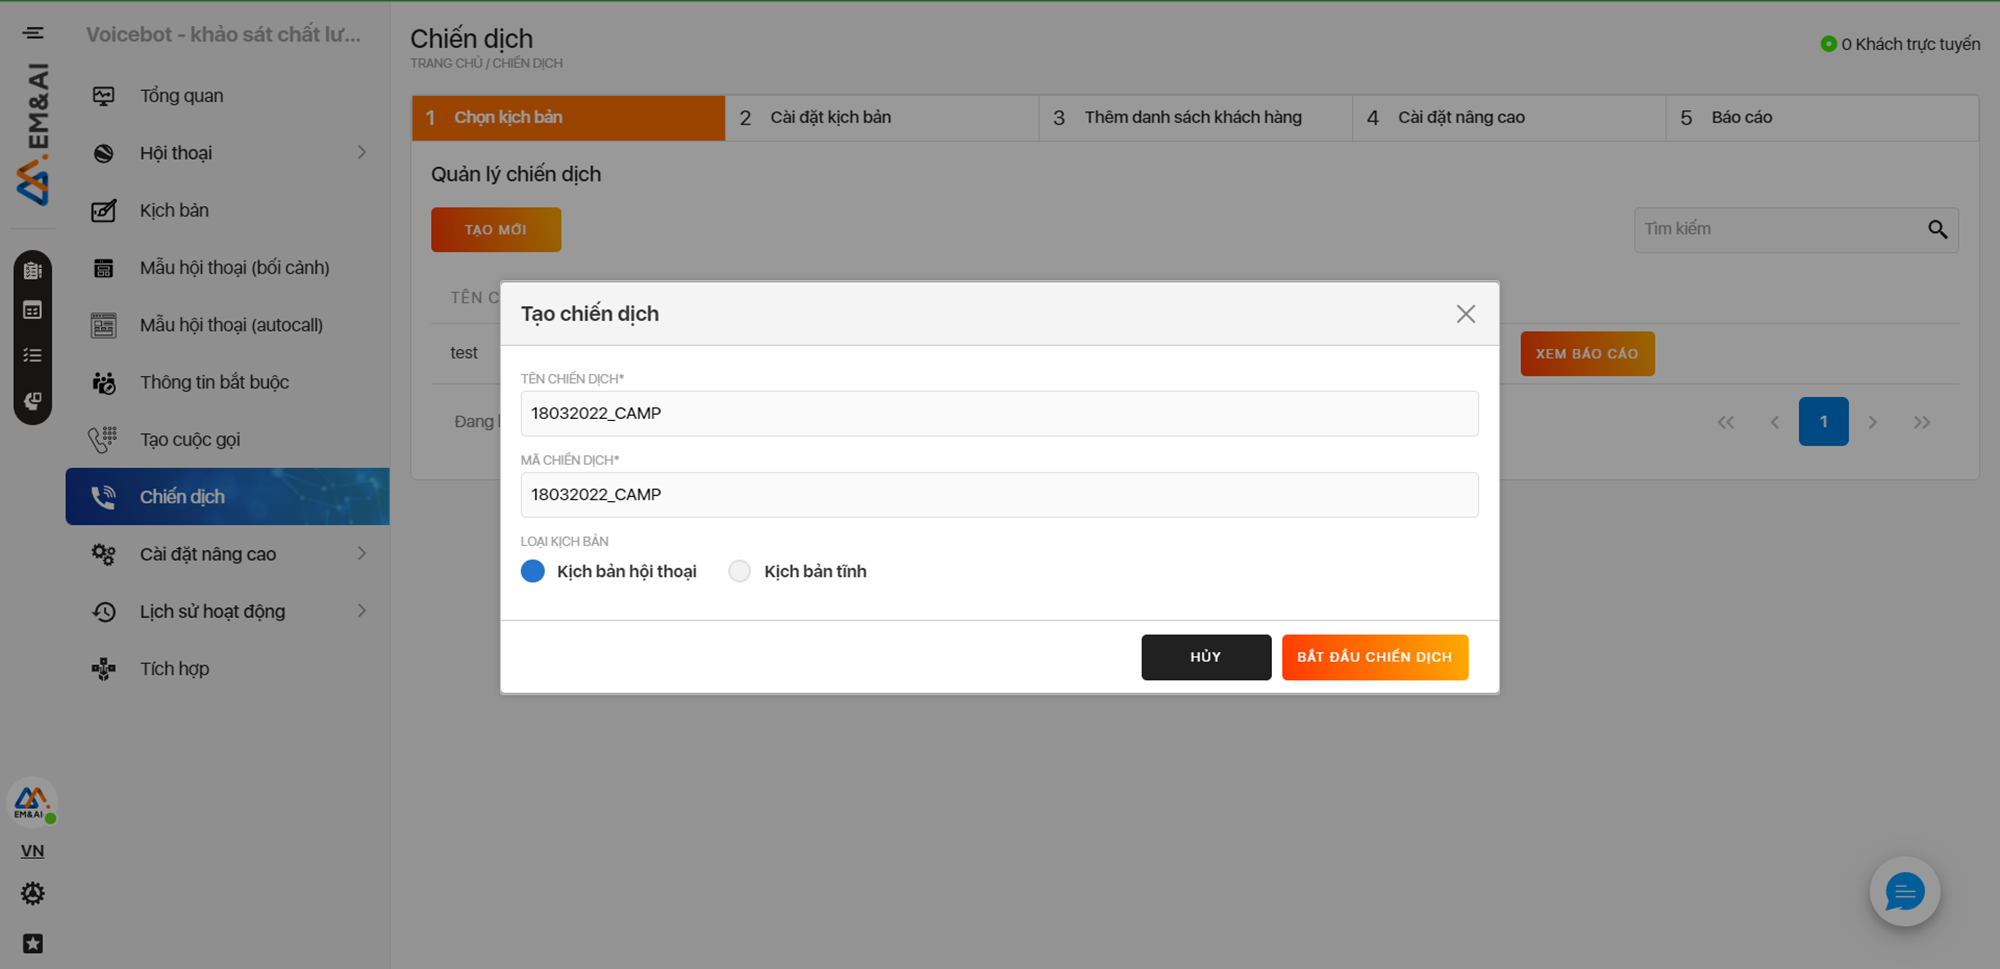 Voicebot - khảo sát chất lư...
EM&AI
Tổng quan
Hội thoại
Kịch bản
Mẫu hội thoại (bối cảnh)
Mẫu hội thoại (autocall)
Thông tin bắt buộc
Tạo cuộc gọi
Chiến dịch
Cài đặt nâng cao
Lịch sử hoạt động
Tích hợp
EM&AI
VN
Chiến dịch
TRANG CHỦ / CHIẾN DỊCH
0 Khách trực tuyến
1 Chọn kịch bản
2 Cài đặt kịch bản
3 Thêm danh sách khách hàng
4 Cài đặt nâng cao
5 Báo cáo
Quản lý chiến dịch
TẠO MỚI
Tìm kiếm
TÊN C
test
XEM BÁO CÁO
Đang
1
Tạo chiến dịch
TÊN CHIẾN DỊCH*
18032022_CAMP
MÃ CHIẾN DỊCH*
18032022_CAMP
LOẠI KỊCH BẢN
Kịch bản hội thoại
Kịch bản tĩnh
HỦY
BẮT ĐẦU CHIẾN DỊCH